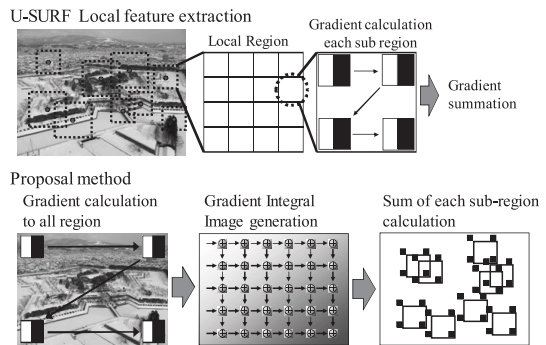 U-SURF Local feature extraction
Local Region
Gradient calculation
each sub region
Gradient
summation
Proposal method
Gradient calculation
to all region
Gradient Integral
Image generation
Sum of each sub-region
calculation